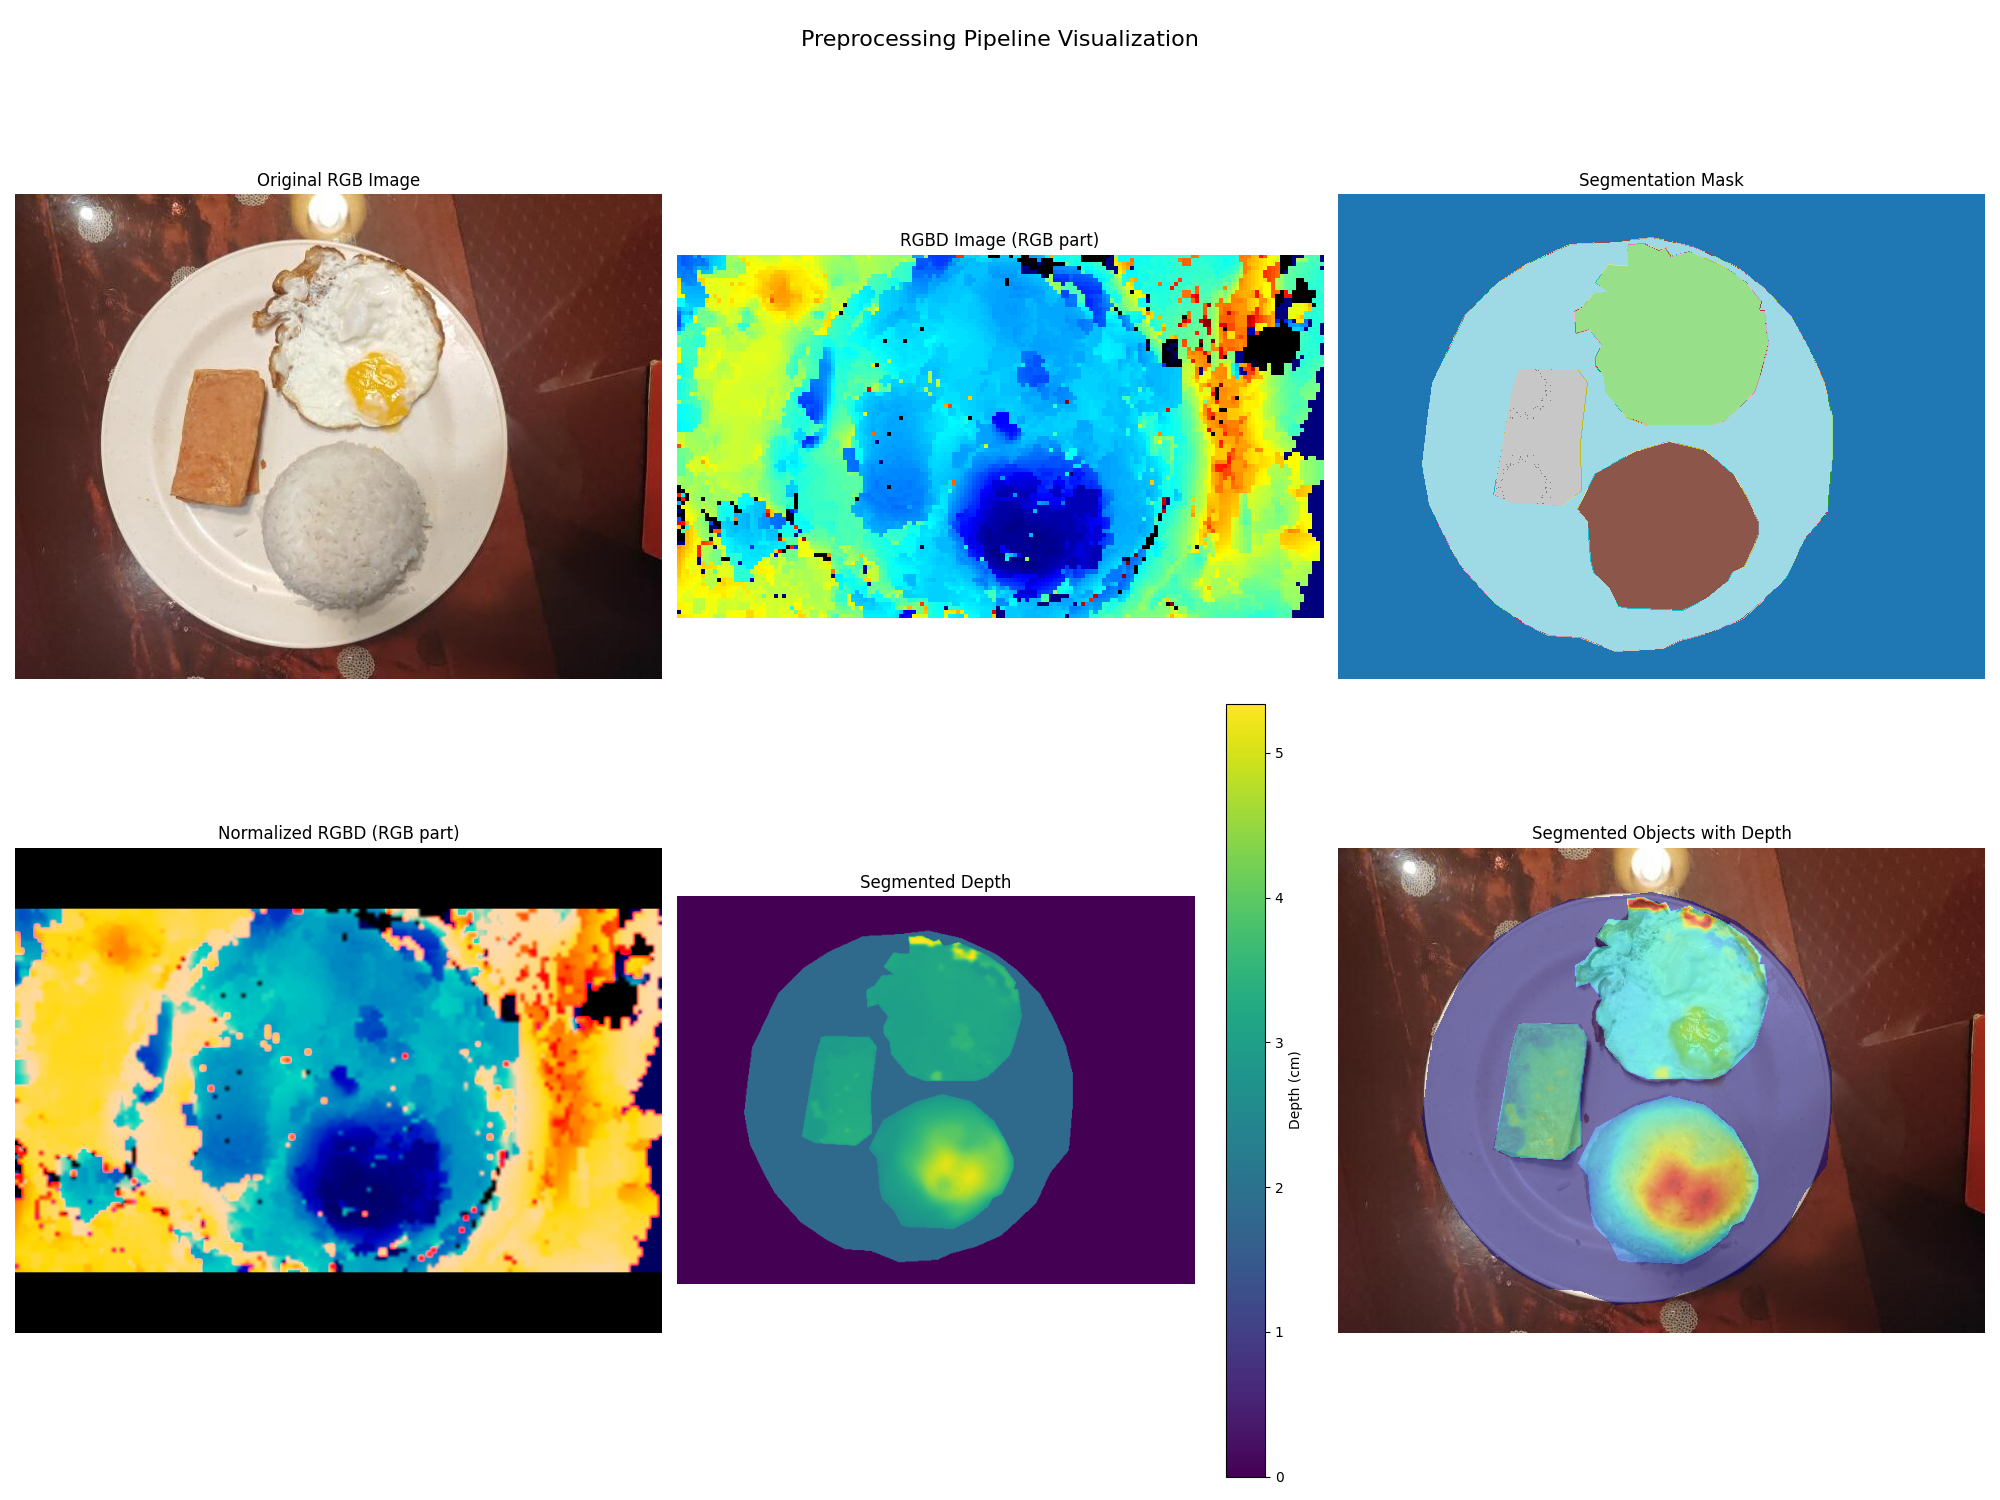 Preprocessing Pipeline Visualization
Original RGB Image
RGBD Image (RGB part)
Segmentation Mask
Normalized RGBD (RGB part)
Segmented Depth
5
4
3
2
1
0
Depth (cm)
Segmented Objects with Depth